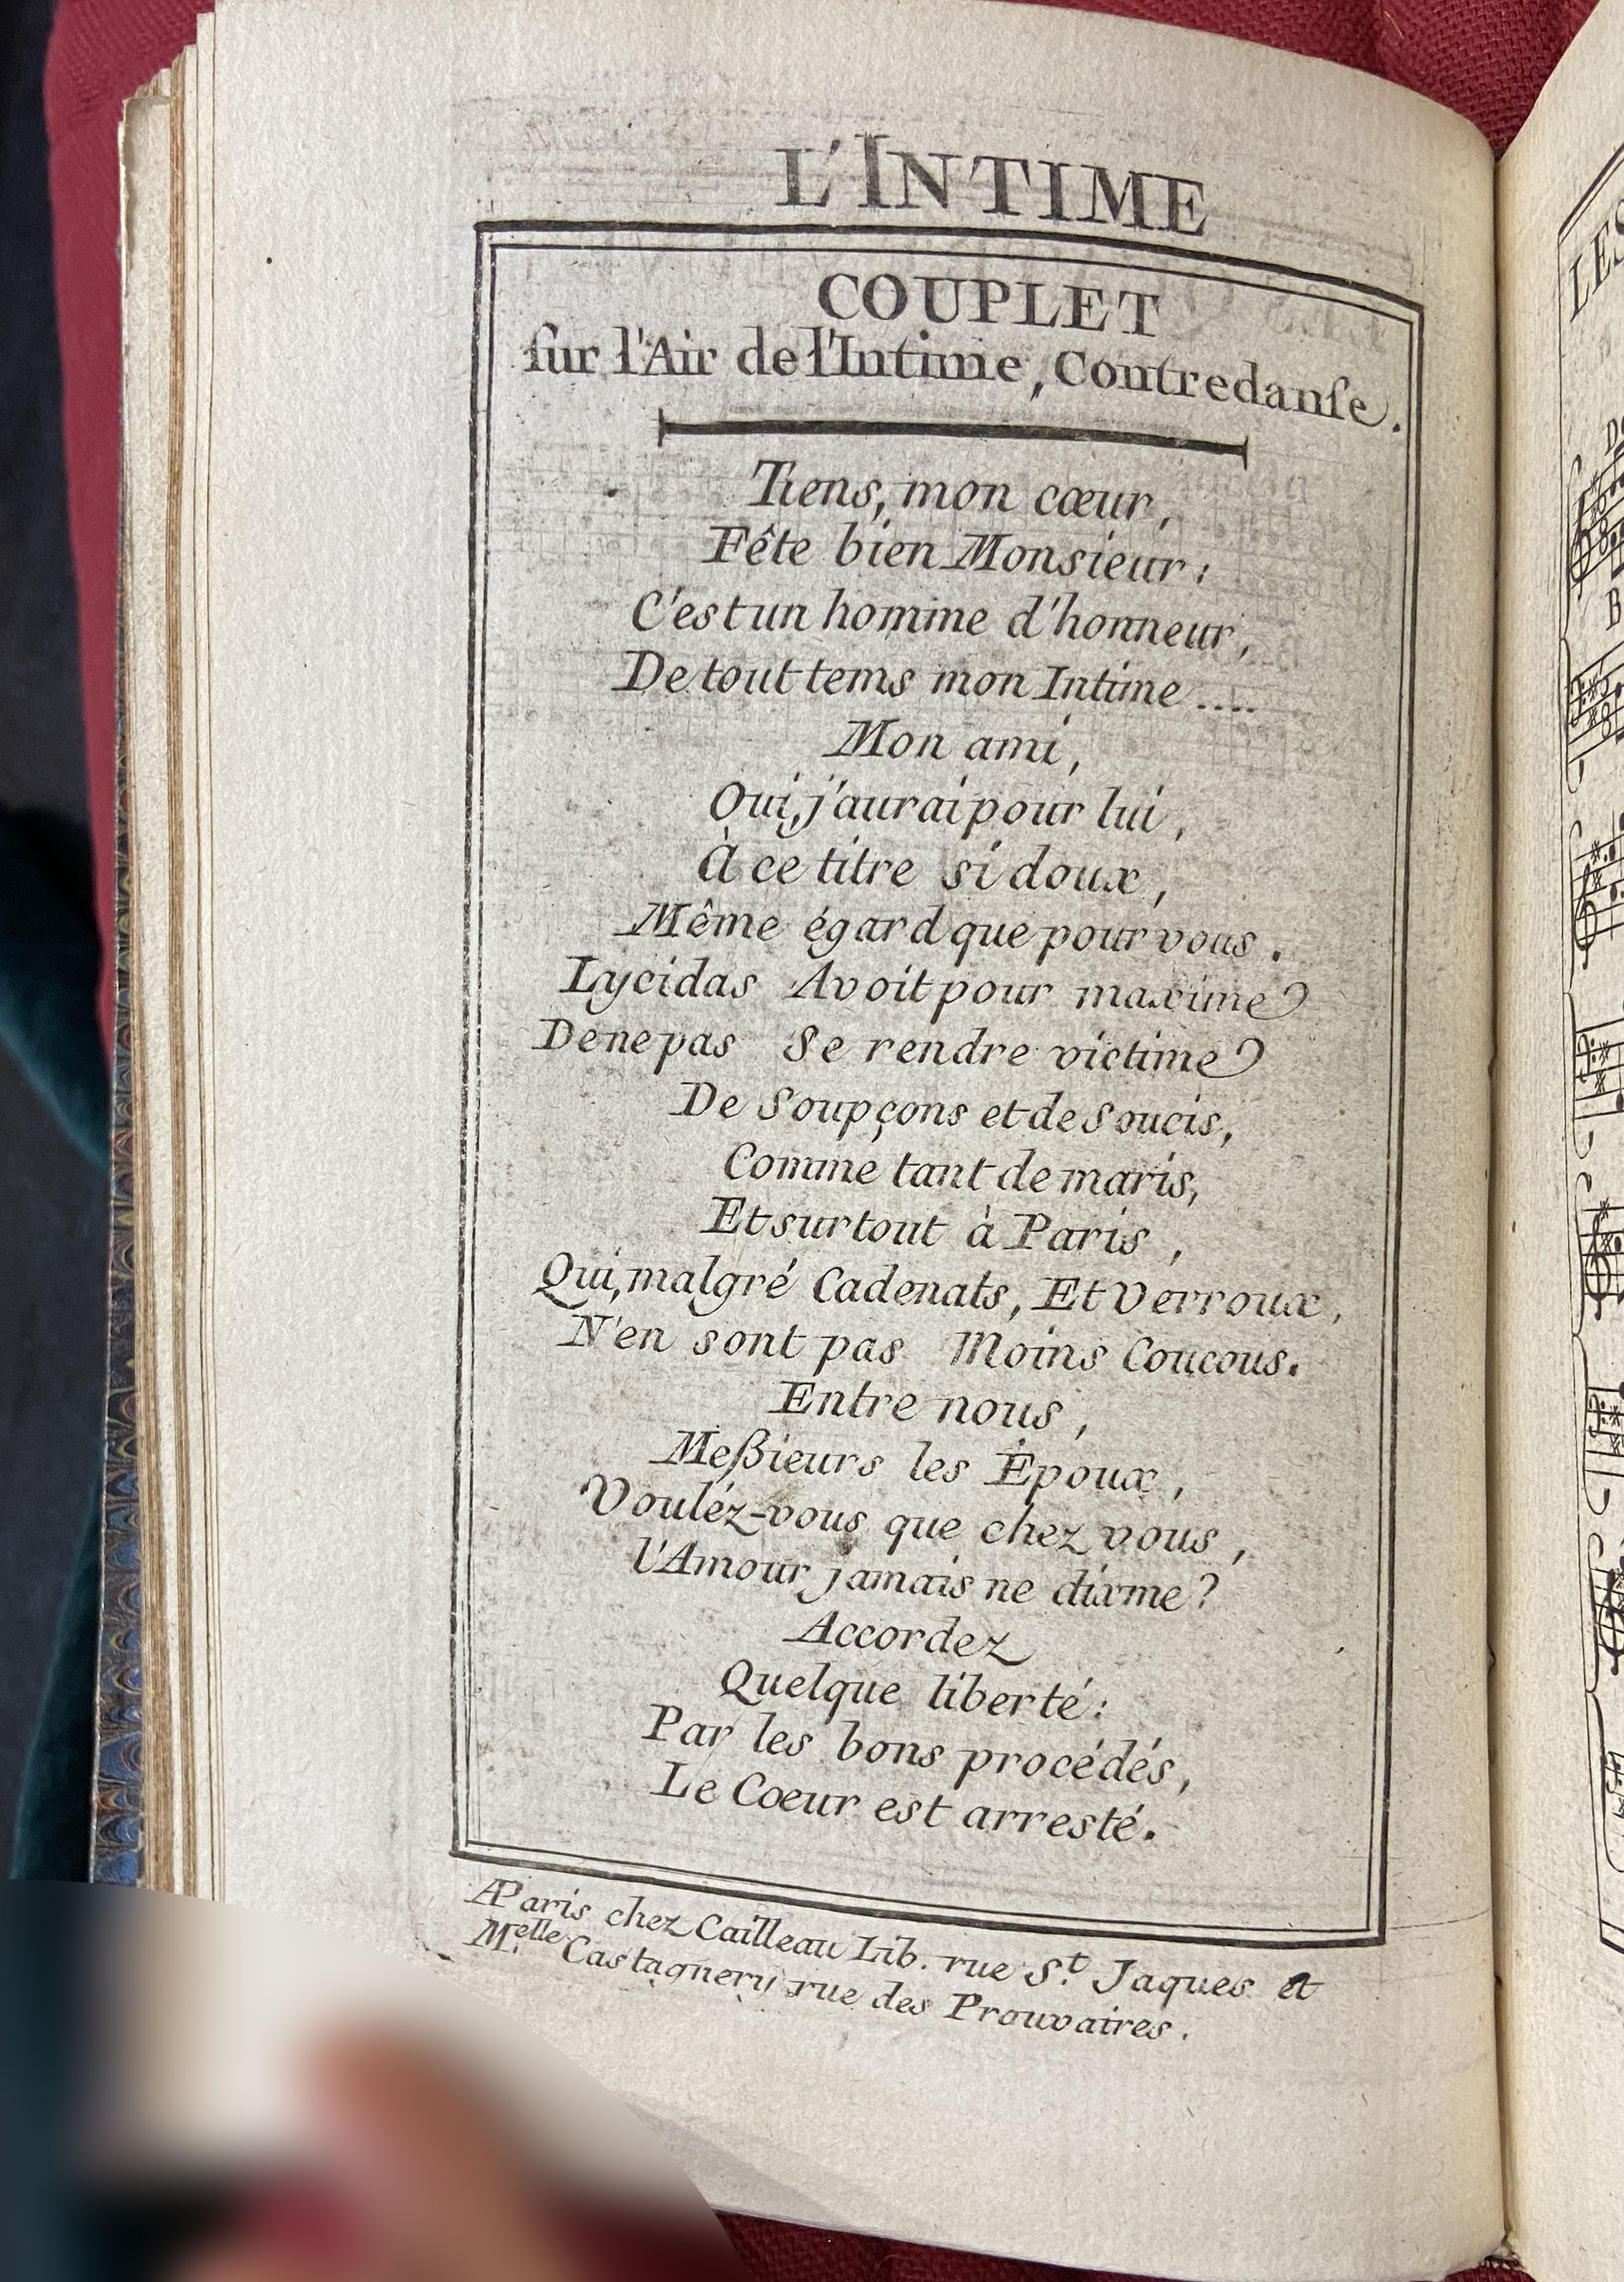 L'INTIME
COUPLET
sur l'Air de l'Intime, Contredanse.
Tiens, mon cœur,
Fête bien Monsieur:
C'est un homme d'honneur,
De tout tems mon Intime ....
Mon ami,
Oui, j'aurai pour lui,
À ce titre si doux,
Même égard que pour vous.
Lycidas Avoit pour maxime
De ne pas Se rendre victime
De Soupçons et de Soucis,
Comme tant de maris,
Et surtout à Paris,
Qui, malgré Cadenats, Et Verroux,
N'en sont pas Moins Coucous.
Entre nous,
Meßieurs les Époux,
Vouléz-vous que chez vous,
l'Amour jamais ne dixme?
Accordez
Quelque liberté:
Par les bons procédés,
Le Coeur est arresté.
A Paris chez Cailleau Lib. rue St. Jaques et
Melle. Castagnery rue des Prouvaires.
LES